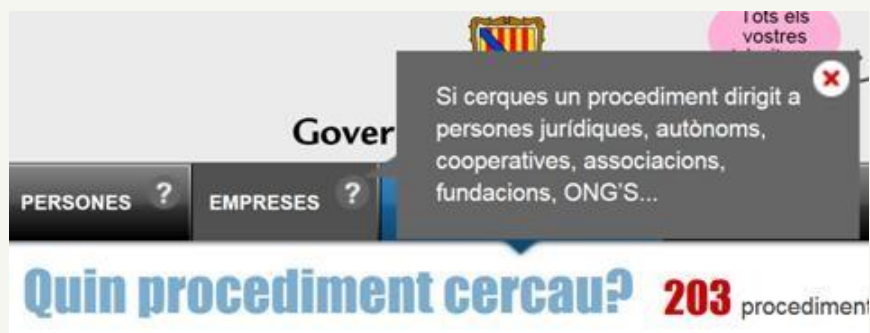 Tots els
vostres
Si cerques un procediment dirigit a
persones jurídiques, autònoms,
cooperatives, associacions,
fundacions, ONG'S...
Gover
PERSONES ?
EMPRESES ?
Quin procediment cercau?
203 procediment